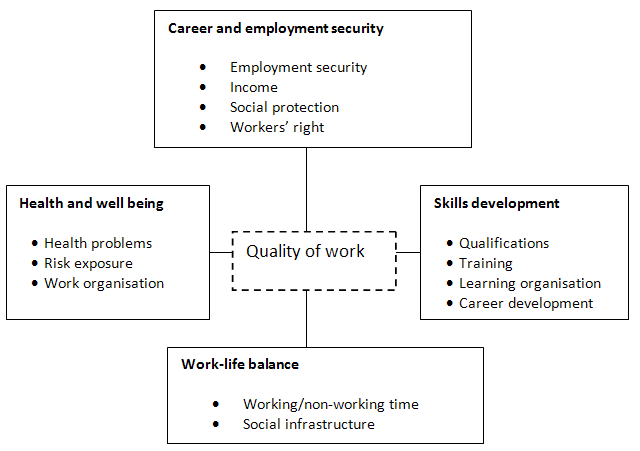 Career and employment security
• Employment security
• Income
• Social protection
• Workers’ right
Health and well being
• Health problems
• Risk exposure
• Work organisation
Quality of work
Skills development
• Qualifications
• Training
• Learning organisation
• Career development
Work-life balance
• Working/non-working time
• Social infrastructure